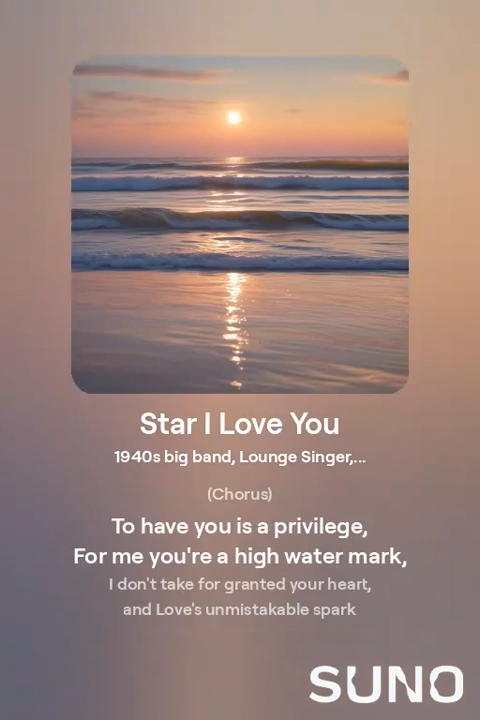 Star I Love You
1940s big band, Lounge Singer,...
(Chorus)
To have you is a privilege,
For me you're a high water mark,
I don't take for granted your heart,
and Love's unmistakable spark
SUNO